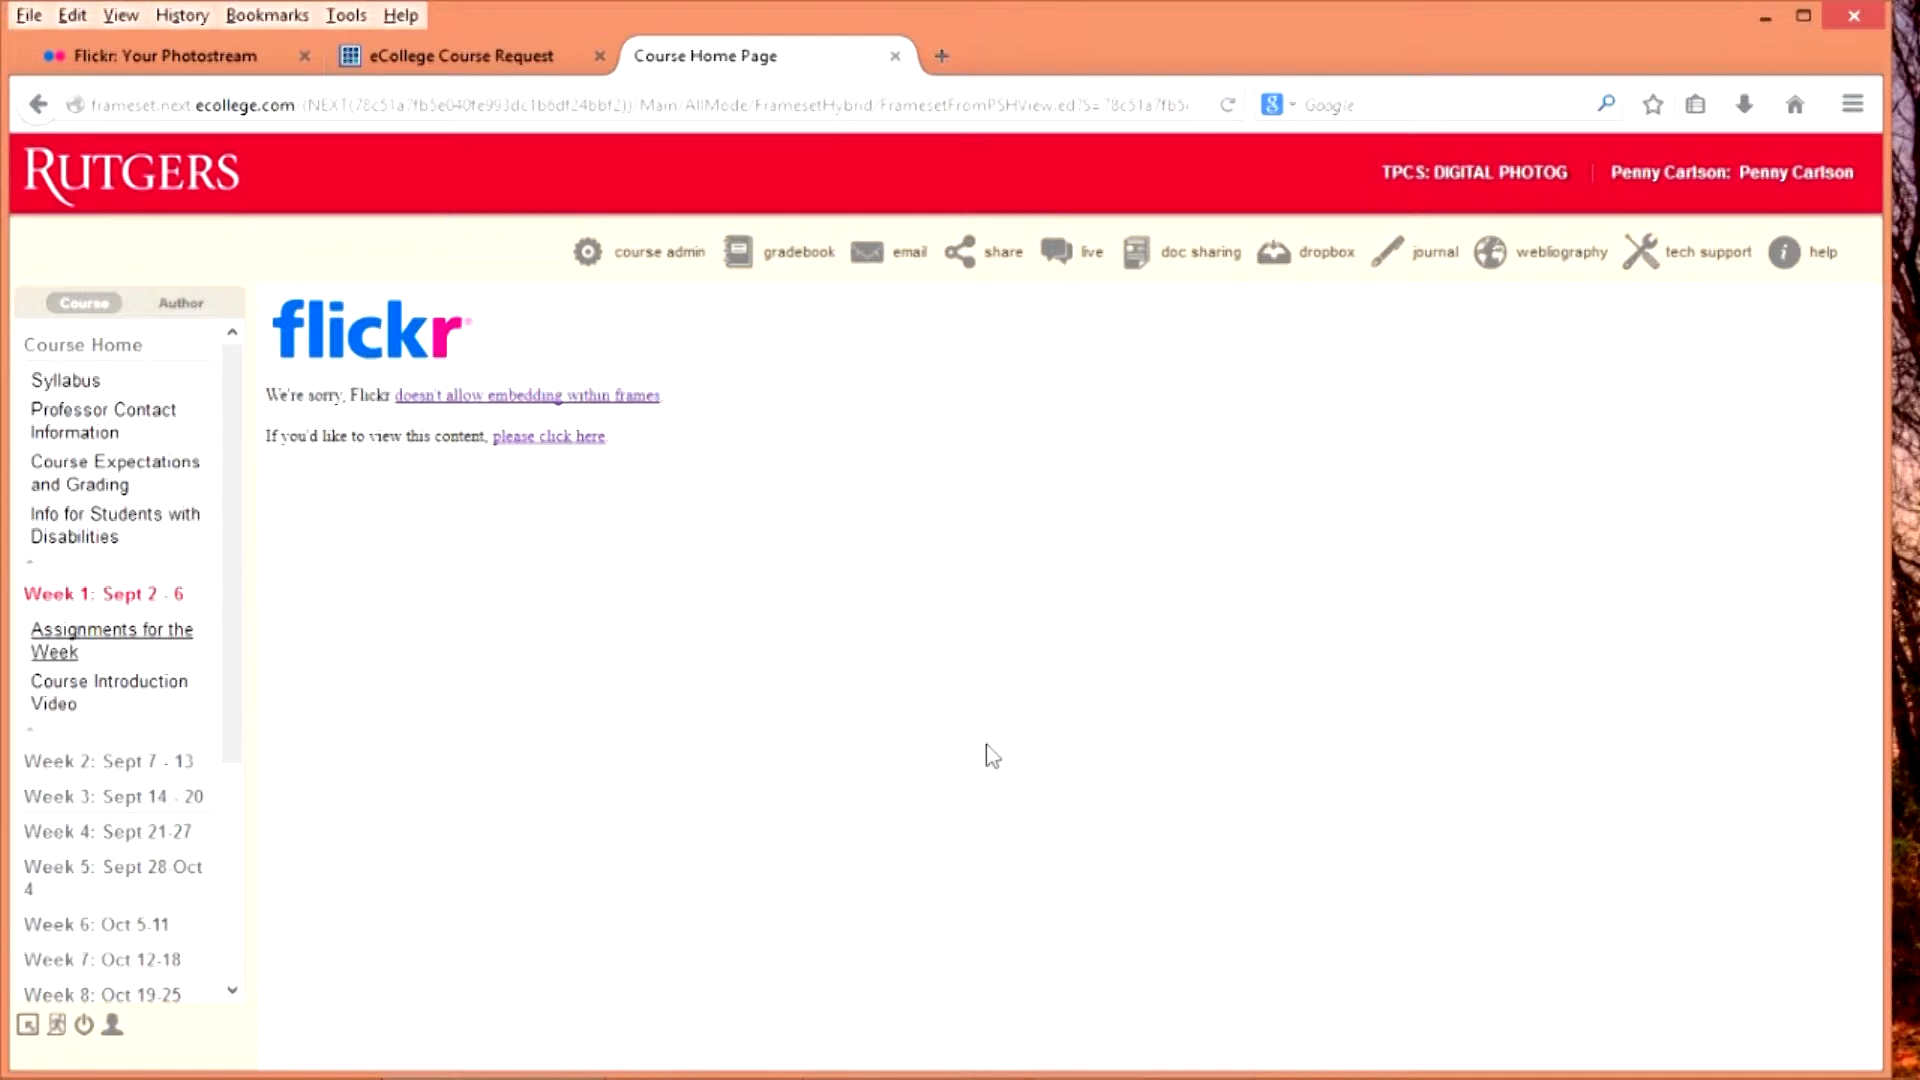 File Edit View History Bookmarks Tools Help
Flickr: Your Photostream
eCollege Course Request
Course Home Page
Google
RUTGERS
TPCS: DIGITAL PHOTOG
Penny Carlson: Penny Carlson
course admin gradebook email share live doc sharing dropbox journal webliography tech support help
Course Author
Course Home
Syllabus
Professor Contact
Information
Course Expectations
and Grading
Info for Students with
Disabilities
Week 1: Sept 2 - 6
Assignments for the
Week
Course Introduction
Video
Week 2: Sept 7 - 13
Week 3: Sept 14 - 20
Week 4: Sept 21-27
Week 5: Sept 28 Oct
4
Week 6: Oct 5-11
Week 7: Oct 12-18
Week 8: Oct 19-25
flickr
We're sorry, Flickr doesn't allow embedding within frames.
If you'd like to view this content, please click here.